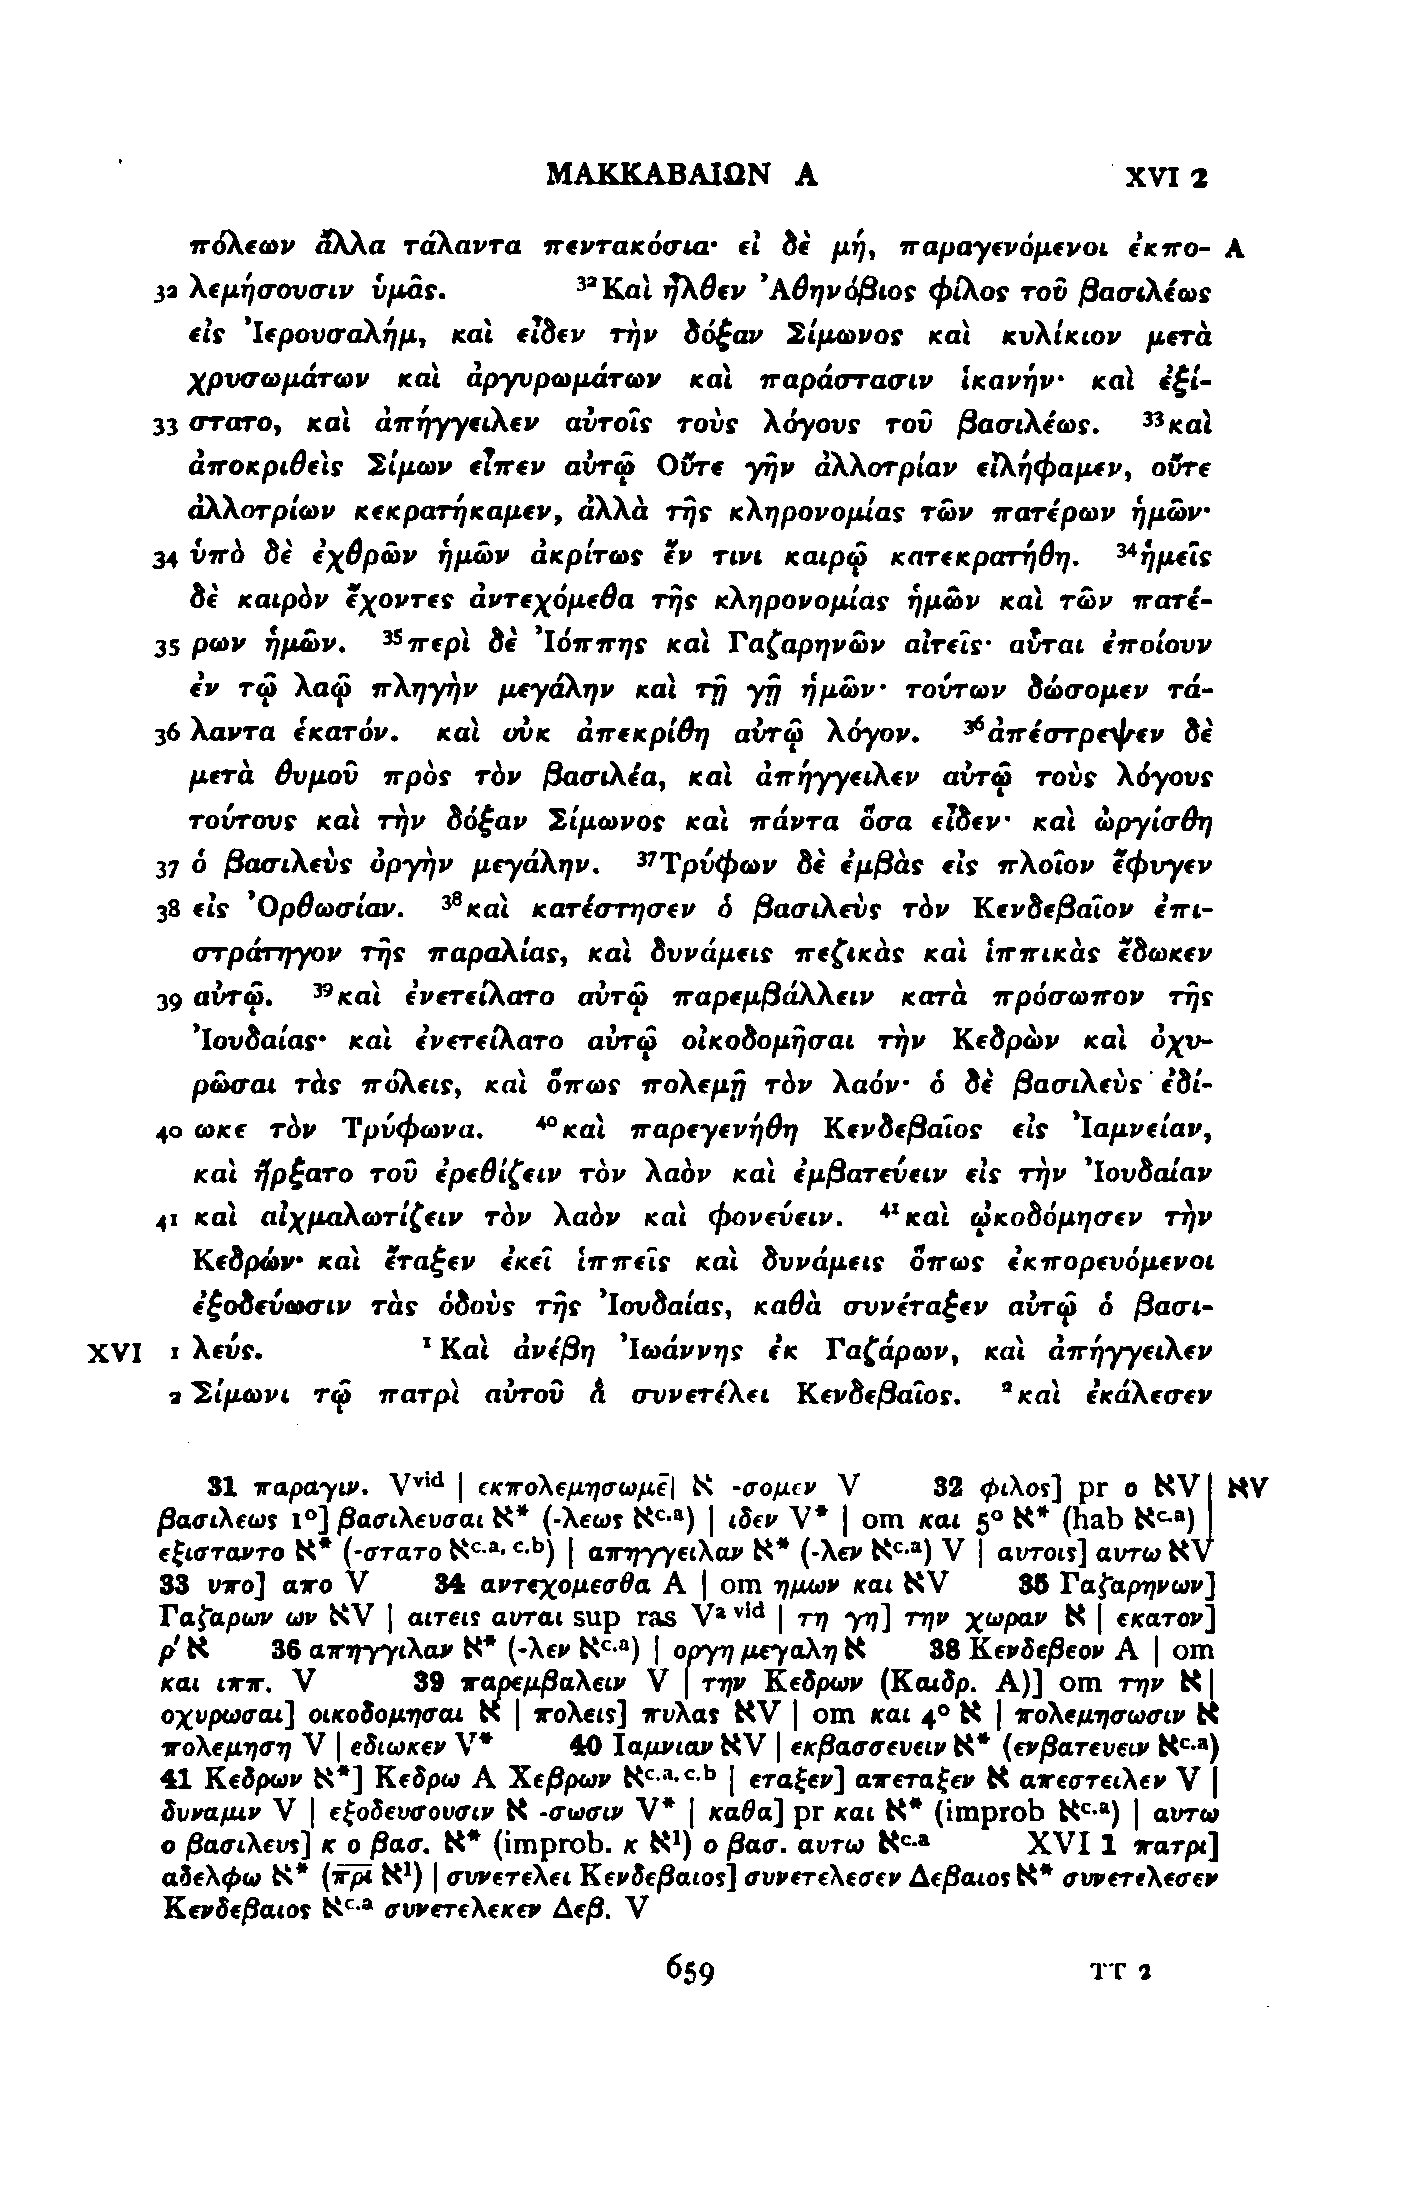 ΜΑΚΚΑΒΑΙΩΝ Α XVI 2
πόλεων ἄλλα τάλαντα πεντακόσια· εἰ δὲ μή, παραγενόμενοι ἐκπο- A
32 λεμήσουσιν ὑμᾶς. ³²Καὶ ἦλθεν Ἀθηνόβιος φίλος τοῦ βασιλέως
εἰς Ἰερουσαλήμ, καὶ εἶδεν τὴν δόξαν Σίμωνος καὶ κυλίκιον μετὰ
χρυσωμάτων καὶ ἀργυρωμάτων καὶ παράστασιν ἱκανήν· καὶ ἐξί-
33 στατο, καὶ ἀπήγγειλεν αὐτοῖς τοὺς λόγους τοῦ βασιλέως. ³³καὶ
ἀποκριθεὶς Σίμων εἶπεν αὐτῷ Οὔτε γῆν ἀλλοτρίαν εἰλήφαμεν, οὔτε
ἀλλοτρίων κεκρατήκαμεν, ἀλλὰ τῆς κληρονομίας τῶν πατέρων ἡμῶν·
34 ὑπὸ δὲ ἐχθρῶν ἡμῶν ἀκρίτως ἔν τινι καιρῷ κατεκρατήθη. ³⁴ἡμεῖς
δὲ καιρὸν ἔχοντες ἀντεχόμεθα τῆς κληρονομίας ἡμῶν καὶ τῶν πατέ-
35 ρων ἡμῶν. ³⁵περὶ δὲ Ἰόππης καὶ Γαζαρηνῶν αἰτεῖς· αὗται ἐποίουν
ἐν τῷ λαῷ πληγὴν μεγάλην καὶ τῇ γῇ ἡμῶν· τούτων δώσομεν τά-
36 λαντα ἑκατόν. καὶ οὐκ ἀπεκρίθη αὐτῷ λόγον. ³⁶ἀπέστρεψεν δὲ
μετὰ θυμοῦ πρὸς τὸν βασιλέα, καὶ ἀπήγγειλεν αὐτῷ τοὺς λόγους
τούτους καὶ τὴν δόξαν Σίμωνος καὶ πάντα ὅσα εἶδεν· καὶ ὠργίσθη
37 ὁ βασιλεὺς ὀργὴν μεγάλην. ³⁷Τρύφων δὲ ἐμβὰς εἰς πλοῖον ἔφυγεν
38 εἰς Ὀρθωσίαν. ³⁸καὶ κατέστησεν ὁ βασιλεὺς τὸν Κενδεβαῖον ἐπι-
στράτηγον τῆς παραλίας, καὶ δυνάμεις πεζικὰς καὶ ἱππικὰς ἔδωκεν
39 αὐτῷ. ³⁹καὶ ἐνετείλατο αὐτῷ παρεμβάλλειν κατὰ πρόσωπον τῆς
Ἰουδαίας· καὶ ἐνετείλατο αὐτῷ οἰκοδομῆσαι τὴν Κεδρὼν καὶ ὀχυ-
ρῶσαι τὰς πόλεις, καὶ ὅπως πολεμῇ τὸν λαόν· ὁ δὲ βασιλεὺς ἐδί-
40 ωκε τὸν Τρύφωνα. ⁴⁰καὶ παρεγενήθη Κενδεβαῖος εἰς Ἰαμνείαν,
καὶ ἤρξατο τοῦ ἐρεθίζειν τὸν λαὸν καὶ ἐμβατεύειν εἰς τὴν Ἰουδαίαν
41 καὶ αἰχμαλωτίζειν τὸν λαὸν καὶ φονεύειν. ⁴¹καὶ ᾠκοδόμησεν τὴν
Κεδρών· καὶ ἔταξεν ἐκεῖ ἱππεῖς καὶ δυνάμεις ὅπως ἐκπορευόμενοι
ἐξοδεύωσιν τὰς ὁδοὺς τῆς Ἰουδαίας, καθὰ συνέταξεν αὐτῷ ὁ βασι-
XVI 1 λεύς. ¹Καὶ ἀνέβη Ἰωάννης ἐκ Γαζάρων, καὶ ἀπήγγειλεν
2 Σίμωνι τῷ πατρὶ αὐτοῦ ἃ συνετέλει Κενδεβαῖος. ²καὶ ἐκάλεσεν
31 παραγιν. Vᵛⁱᵈ | εκπολεμησωμε̄| א -σομεν V 32 φιλος] pr ο אV | אV
βασιλεως 1°] βασιλευσαι א* (-λεως אᶜ·ᵃ) | ιδεν V* | om και 5° א* (hab אᶜ·ᵃ) |
εξισταντο א* (-στατο אᶜ·ᵃ· ᶜ·ᵇ) | απηγγειλαν א* (-λεν אᶜ·ᵃ) V | αυτοις] αυτω אV
33 υπο] απο V 34 αντεχομεσθα A | om ημων και אV 35 Γαζαρηνων]
Γαζαρων ων אV | αιτεις αυται sup ras Vᵃ ᵛⁱᵈ | τη γη] την χωραν א | εκατον]
ρ′ א 36 απηγγιλαν א* (-λεν אᶜ·ᵃ) | οργη μεγαλη א 38 Κενδεβεον A | om
και ιππ. V 39 παρεμβαλειν V | την Κεδρων (Καιδρ. A)] om την א |
οχυρωσαι] οικοδομησαι א | πολεις] πυλας אV | om και 4° א | πολεμησωσιν א
πολεμηση V | εδιωκεν V* 40 Ιαμνιαν אV | εκβασσευειν א* (ενβατευειν אᶜ·ᵃ)
41 Κεδρων א*] Κεδρω A Χεβρων אᶜ·ᵃ·ᶜ·ᵇ | εταξεν] απεταξεν א απεστειλεν V |
δυναμιν V | εξοδευσουσιν א -σωσιν V* | καθα] pr και א* (improb אᶜ·ᵃ) | αυτω
ο βασιλευς] κ ο βασ. א* (improb. κ א¹) ο βασ. αυτω אᶜ·ᵃ XVI 1 πατρι]
αδελφω א* (π̅ρ̅ι̅ א¹) | συνετελει Κενδεβαιος] συνετελεσεν Δεβαιος א* συνετελεσεν
Κενδεβαιος אᶜ·ᵃ συνετελεκεν Δεβ. V
659 TT 2